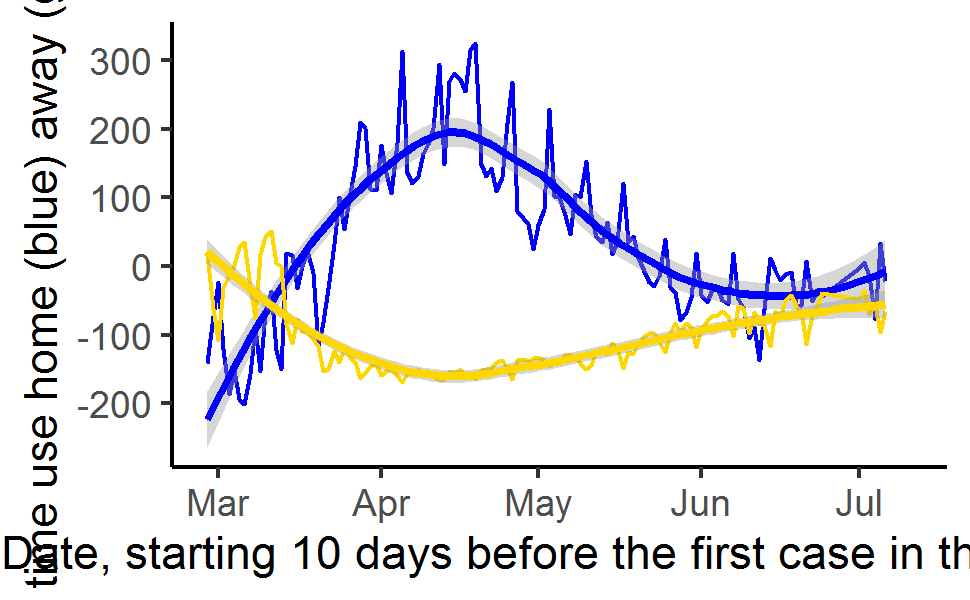 time use home (blue) away (g
300
200
100
0
-100
-200
Mar Apr May Jun Jul
Date, starting 10 days before the first case in th